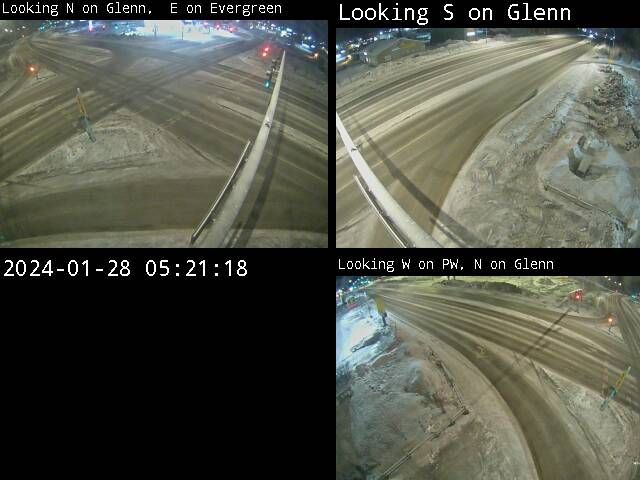 Looking N on Glenn, E on Evergreen
Looking S on Glenn
2024-01-28 05:21:18
Looking W on PW, N on Glenn